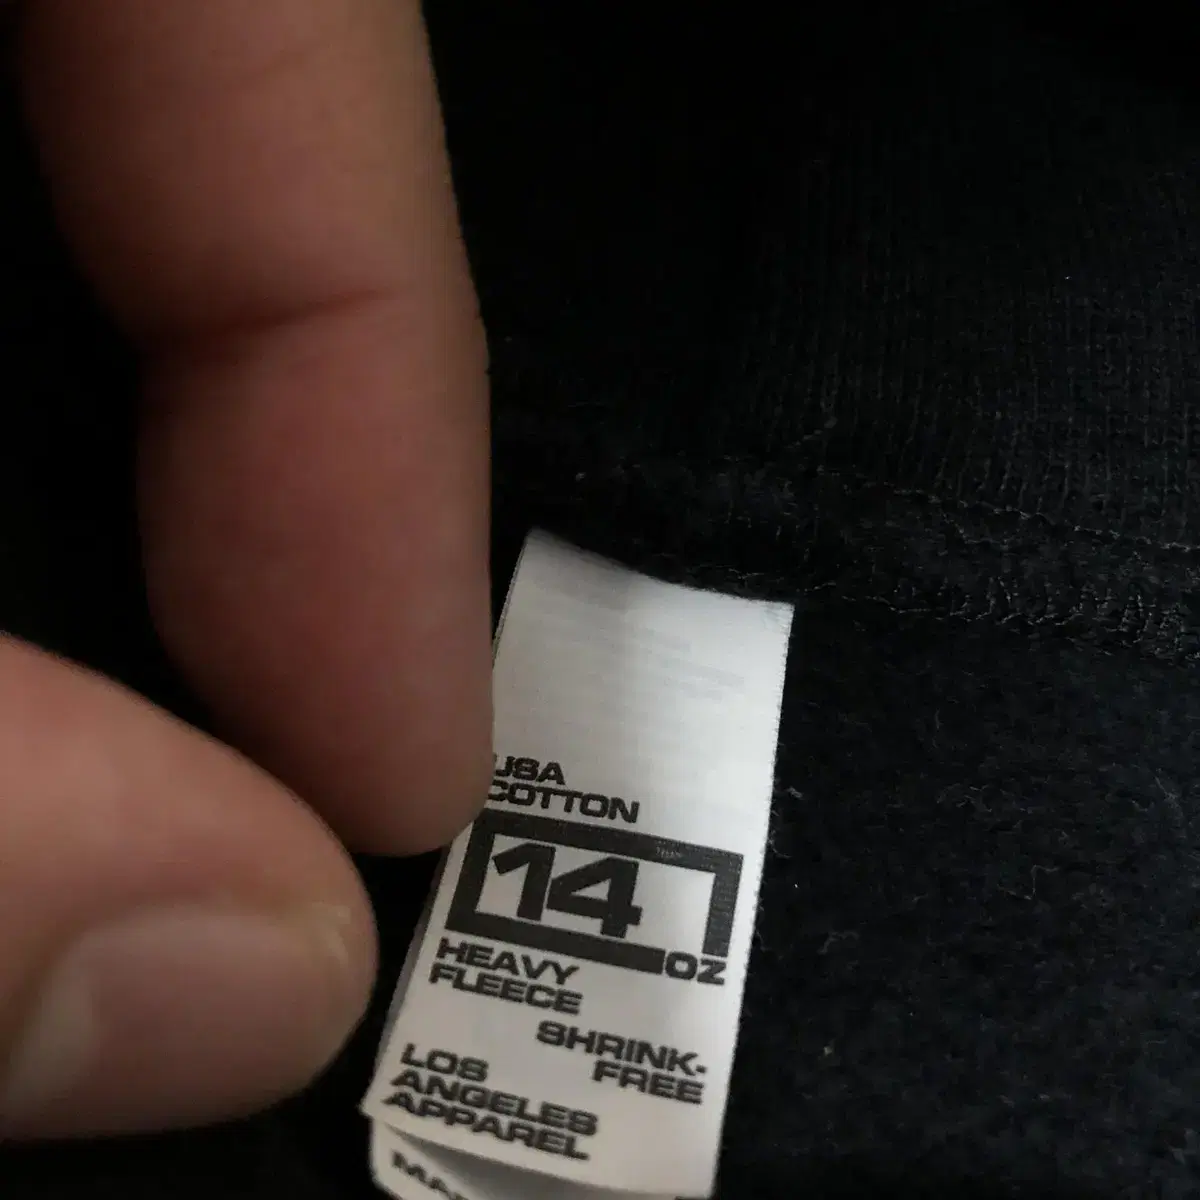 USA
COTTON
14
OZ
HEAVY
FLEECE
SHRINK-
FREE
LOS
ANGELES
APPAREL